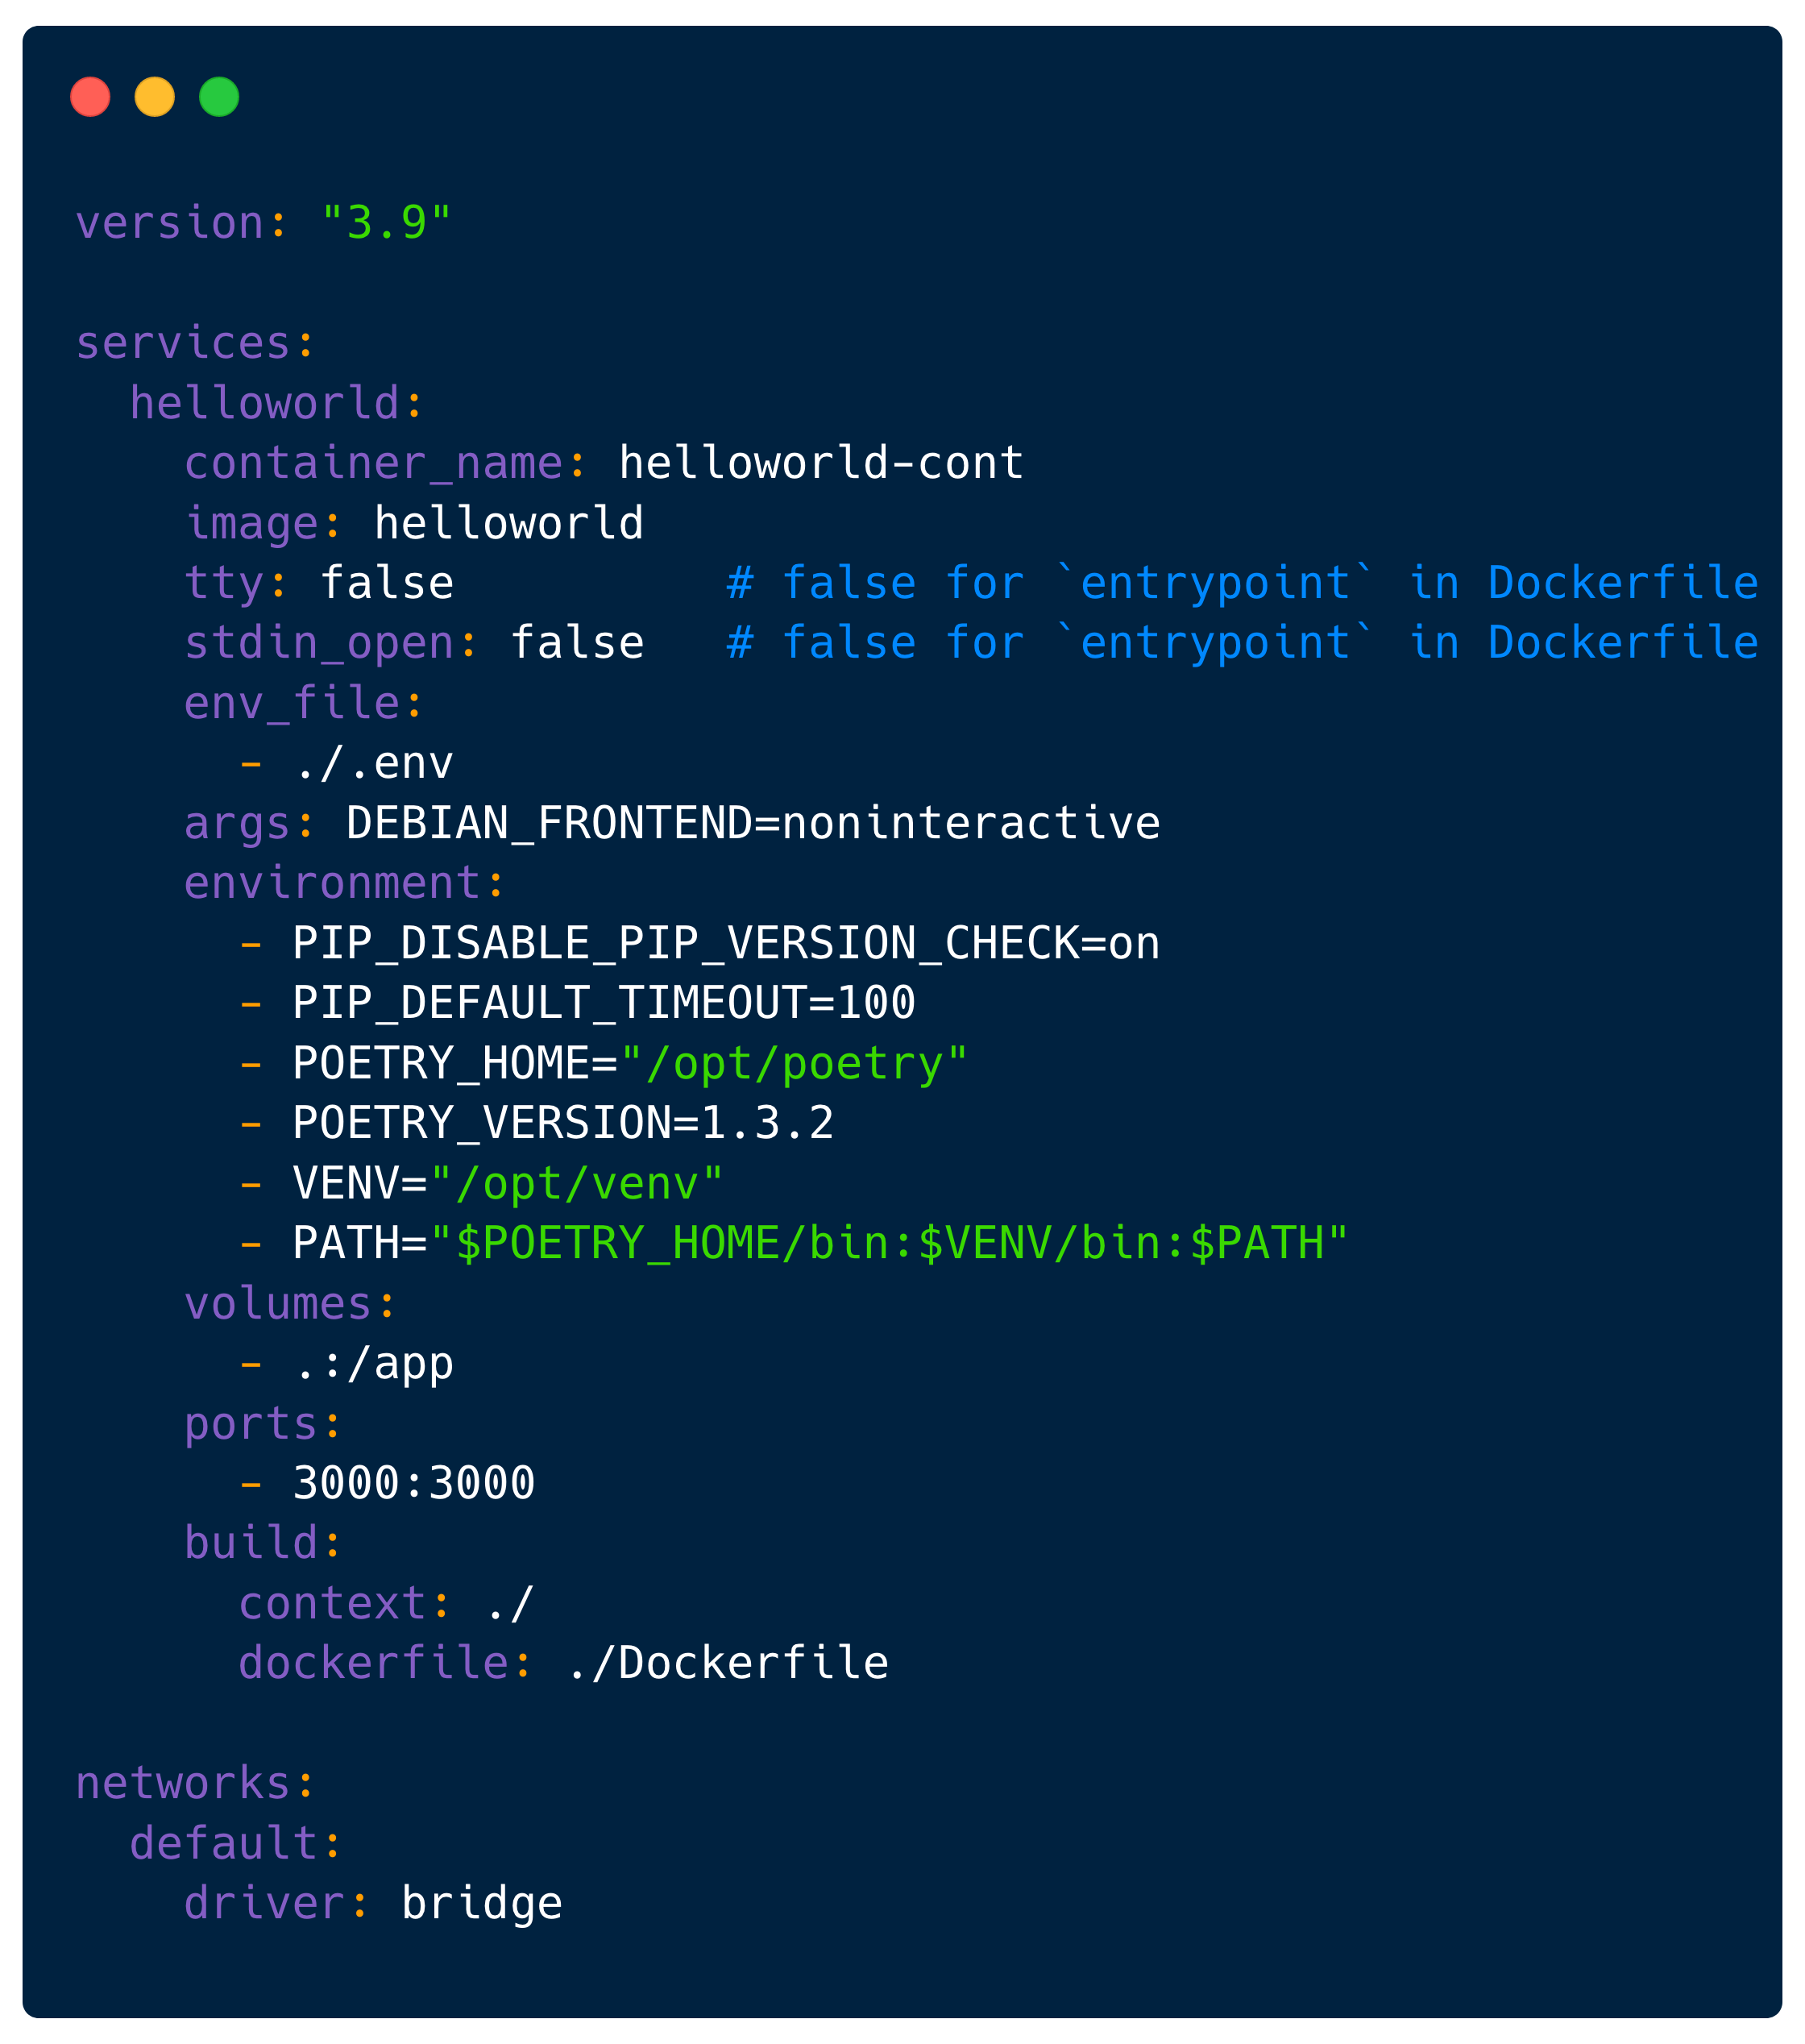 version: "3.9"

services:
  helloworld:
    container_name: helloworld-cont
    image: helloworld
    tty: false          # false for `entrypoint` in Dockerfile
    stdin_open: false   # false for `entrypoint` in Dockerfile
    env_file:
      - ./.env
    args: DEBIAN_FRONTEND=noninteractive
    environment:
      - PIP_DISABLE_PIP_VERSION_CHECK=on
      - PIP_DEFAULT_TIMEOUT=100
      - POETRY_HOME="/opt/poetry"
      - POETRY_VERSION=1.3.2
      - VENV="/opt/venv"
      - PATH="$POETRY_HOME/bin:$VENV/bin:$PATH"
    volumes:
      - .:/app
    ports:
      - 3000:3000
    build:
      context: ./
      dockerfile: ./Dockerfile

networks:
  default:
    driver: bridge